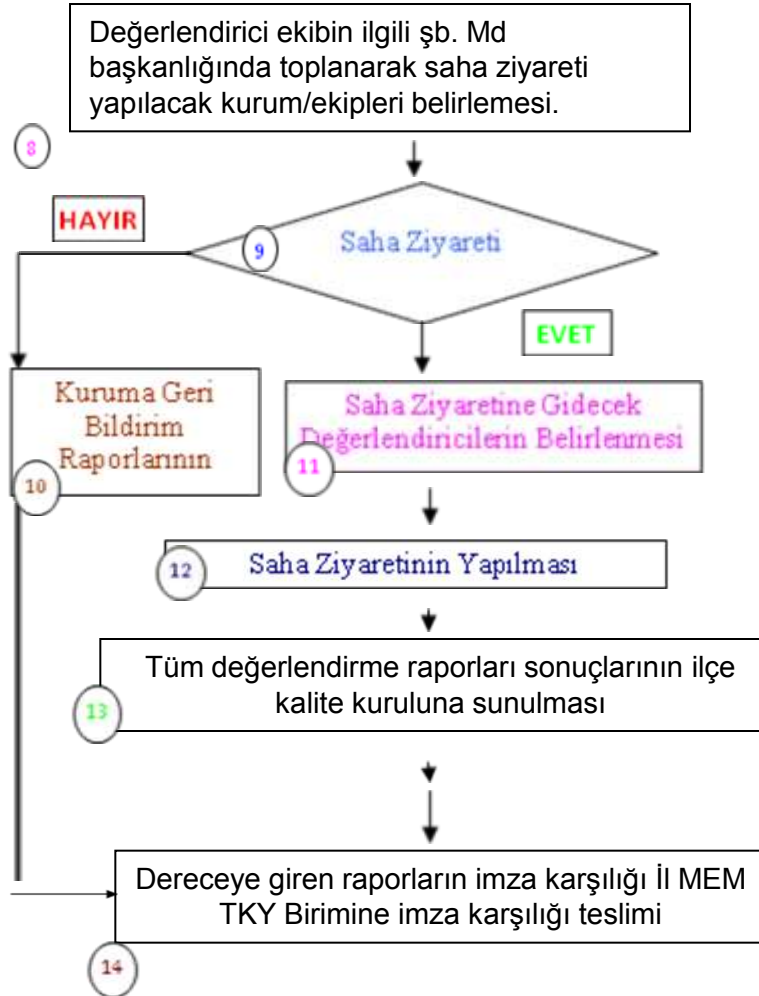 Değerlendirici ekibin ilgili şb. Md
başkanlığında toplanarak saha ziyareti
yapılacak kurum/ekipleri belirlemesi.
8
HAYIR
9
Saha Ziyareti
EVET
Kuruma Geri
Bildirim
Raporlarının
10
Saha Ziyaretine Gidecek
Değerlendiricilerin Belirlenmesi
11
12
Saha Ziyaretinin Yapılması
Tüm değerlendirme raporları sonuçlarının ilçe
kalite kuruluna sunulması
13
Dereceye giren raporların imza karşılığı İl MEM
TKY Birimine imza karşılığı teslimi
14